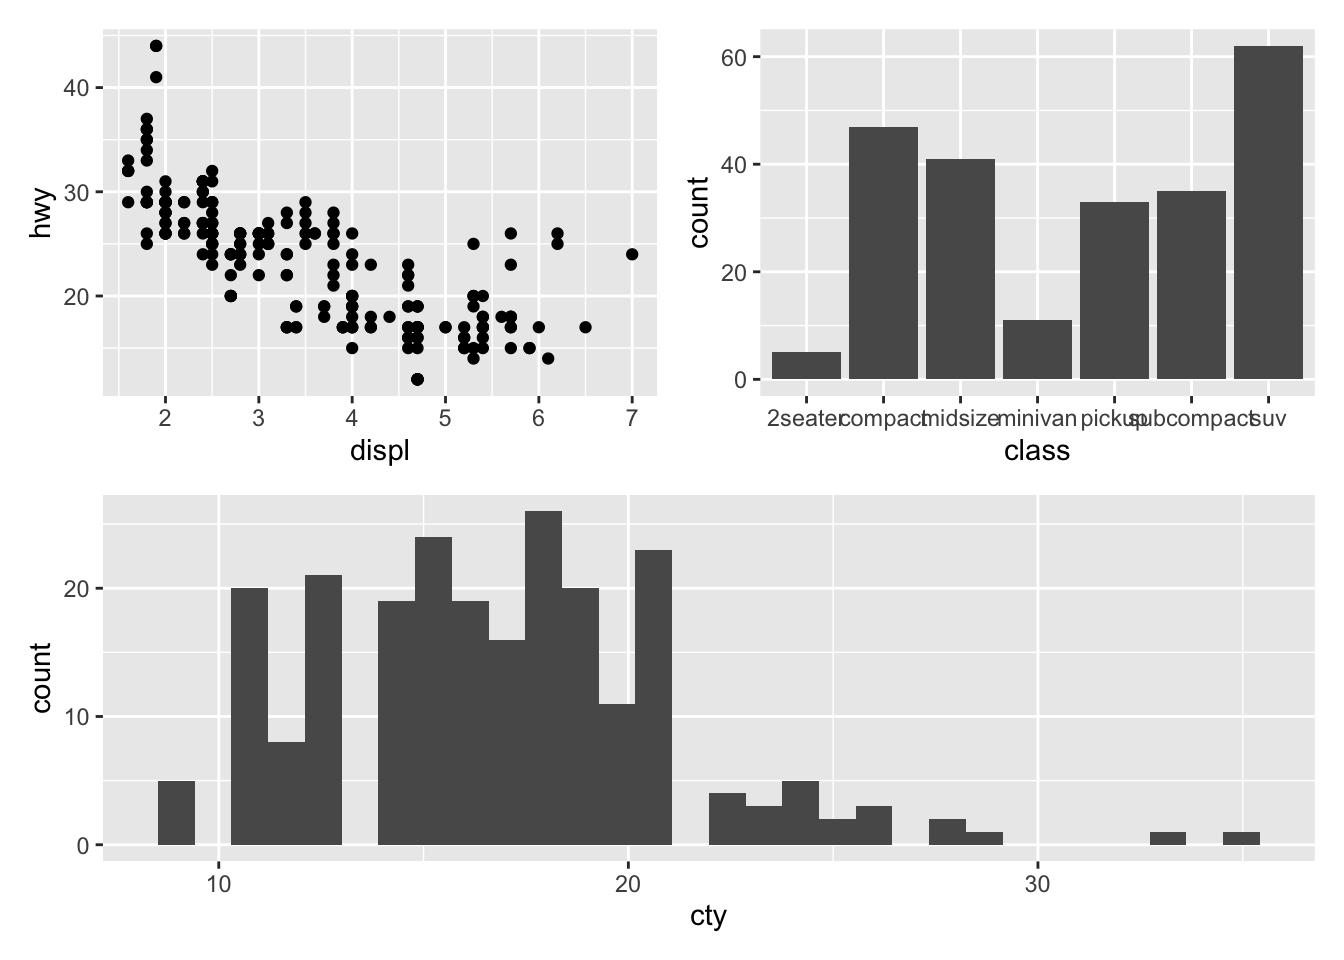 40
30
20
hwy
2 3 4 5 6 7
displ
60
40
20
0
count
2seater compact midsize minivan pickup subcompact suv
class
20
10
0
count
10 20 30
cty